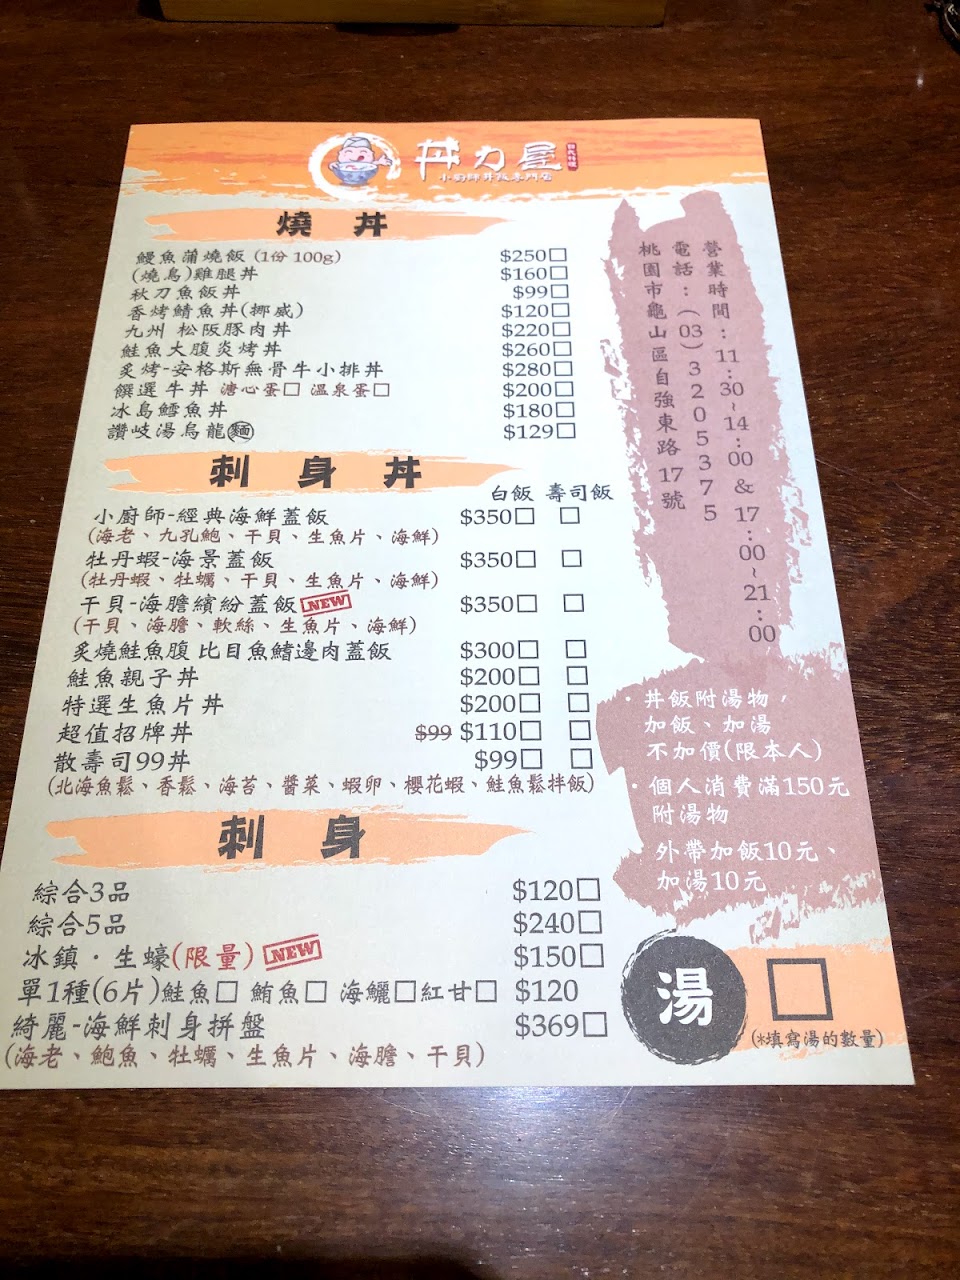 丼力屋
小廚師丼飯專門店
燒 丼
鰻魚蒲燒飯 (1份 100g) $250□
(燒鳥)雞腿丼 $160□
秋刀魚飯丼 $99□
香烤鯖魚丼(挪威) $120□
九州 松阪豚肉丼 $220□
鮭魚大腹炎烤丼 $260□
炙烤-安格斯無骨牛小排丼 $280□
饌選牛丼 溏心蛋□ 溫泉蛋□ $200□
冰島鱈魚丼 $180□
讚岐湯烏龍麵 $129□
刺 身 丼
白飯 壽司飯
小廚師-經典海鮮蓋飯 $350□ □
(海老、九孔鮑、干貝、生魚片、海鮮)
牡丹蝦-海景蓋飯 $350□ □
(牡丹蝦、牡蠣、干貝、生魚片、海鮮)
干貝-海膽繽紛蓋飯 NEW $350□ □
(干貝、海膽、軟絲、生魚片、海鮮)
炙燒鮭魚腹 比目魚鰭邊肉蓋飯 $300□ □
鮭魚親子丼 $200□ □
特選生魚片丼 $200□ □
超值招牌丼 $99 $110□ □
散壽司99丼 $99□ □
(北海魚鬆、香鬆、海苔、醬菜、蝦卵、櫻花蝦、鮭魚鬆拌飯)
刺 身
綜合3品 $120□
綜合5品 $240□
冰鎮．生蠔(限量) NEW $150□
單1種(6片)鮭魚□ 鮪魚□ 海鱺□紅甘□ $120
綺麗-海鮮刺身拼盤 $369□
(海老、鮑魚、牡蠣、生魚片、海膽、干貝)
營業時間：11：30~14：00 & 17：00~21：00
電話：(03)3205375
桃園市龜山區自強東路17號
・丼飯附湯物，
加飯、加湯
不加價(限本人)
・個人消費滿150元
附湯物
外帶加飯10元、
加湯10元
湯 □
(*填寫湯的數量)